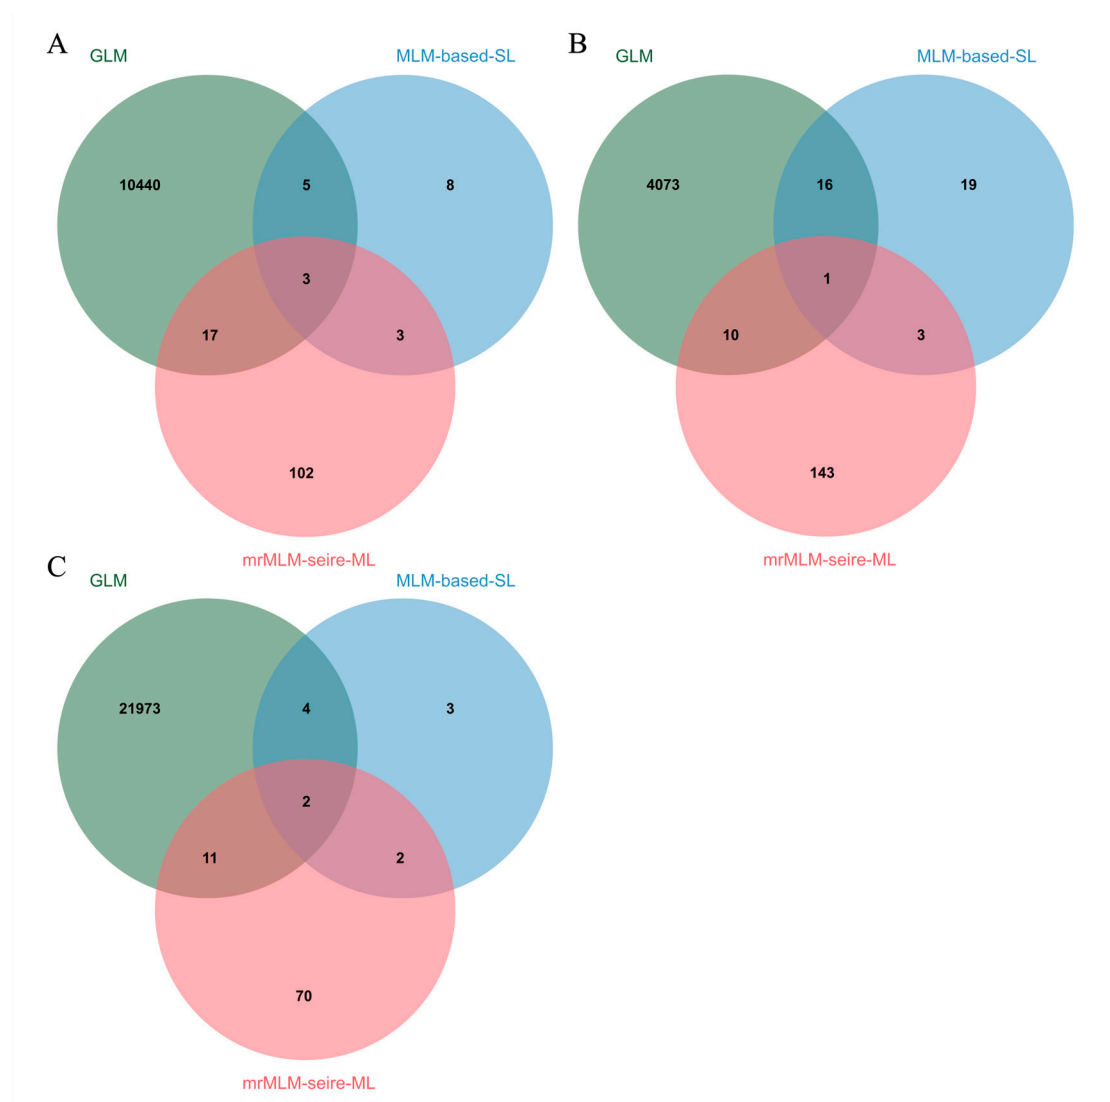 A
GLM
MLM-based-SL
10440
5
8
3
17
3
102
mrMLM-seire-ML
B
GLM
MLM-based-SL
4073
16
19
1
10
3
143
mrMLM-seire-ML
C
GLM
MLM-based-SL
21973
4
3
2
11
2
70
mrMLM-seire-ML